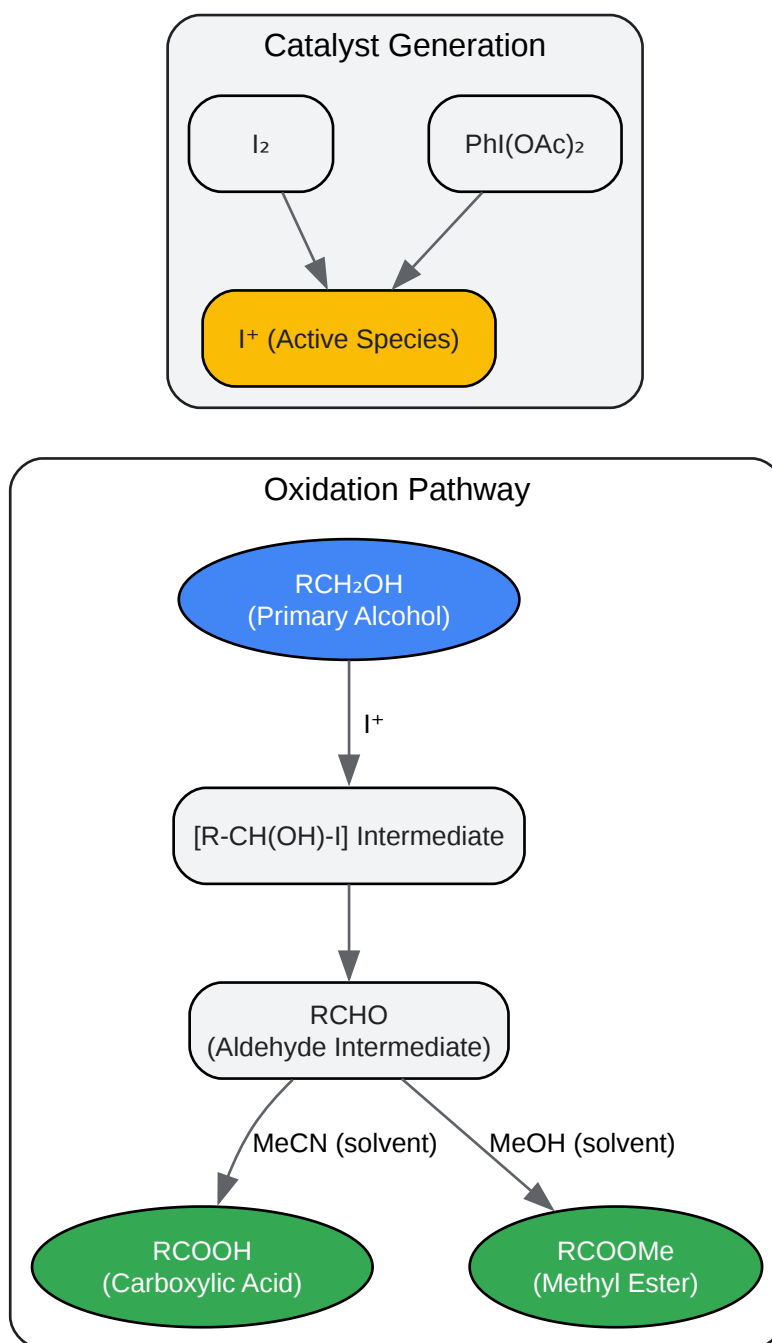 Catalyst Generation
I₂
PhI(OAc)₂
I⁺ (Active Species)
Oxidation Pathway
RCH₂OH
(Primary Alcohol)
I⁺
[R-CH(OH)-I] Intermediate
RCHO
(Aldehyde Intermediate)
MeCN (solvent)
MeOH (solvent)
RCOOH
(Carboxylic Acid)
RCOOMe
(Methyl Ester)